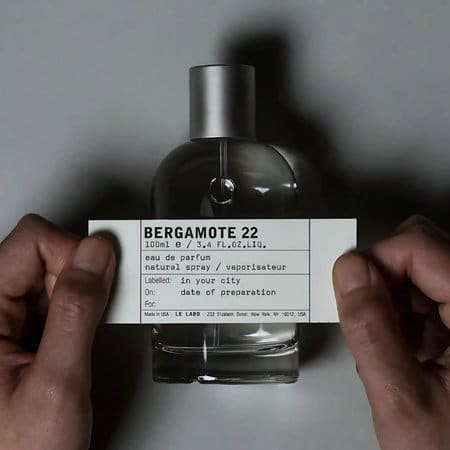 BERGAMOTE 22
100ml e / 3.4 FL.OZ.LIQ.
eau de parfum
natural spray / vaporisateur
Labelled: in your city
On: date of preparation
For:
Made in USA LE LABO 233 Elizabeth Street, New York, NY 10012, USA